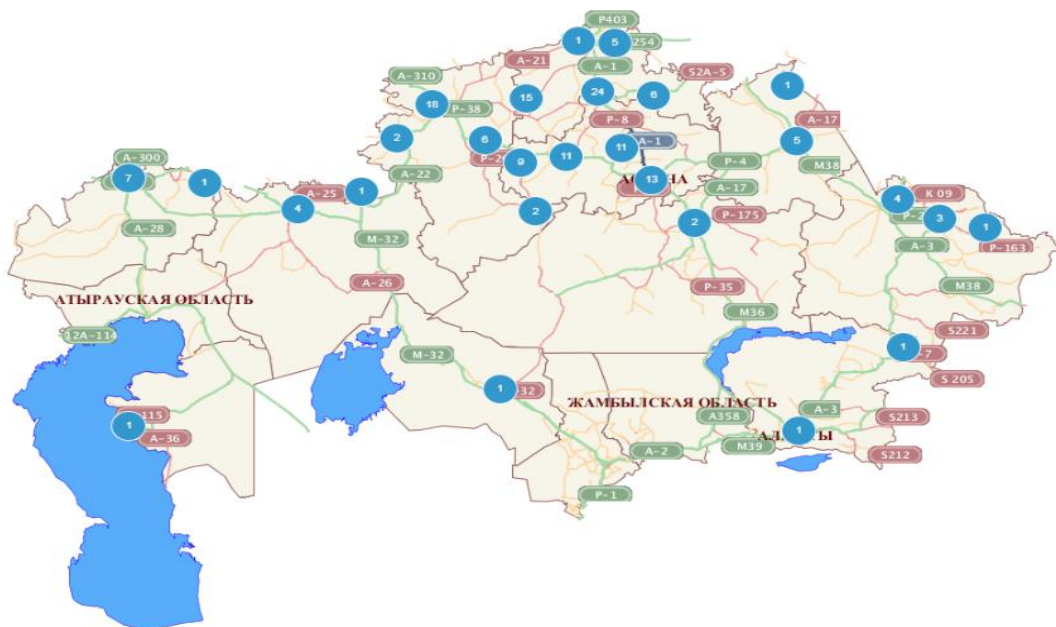 P403
1
5
254
A-1
A-21
A-310
S2A-5
1
24
6
15
18
P-38
A-17
P-8
A-1
2
6
5
11
11
9
P-4
M38
A-300
A-22
13
7
1
A-25
1
A-17
4
K 09
4
2
2
P-175
3
1
P-163
A-28
M-32
A-3
A-26
P-35
M38
АТЫРАУСКАЯ ОБЛАСТЬ
M36
12A-114
S221
M-32
1
-7
S 205
1
-32
ЖАМБЫЛСКАЯ ОБЛАСТЬ
A-3
115
A358
S213
1
1
A-36
A-2
M39
S212
P-1